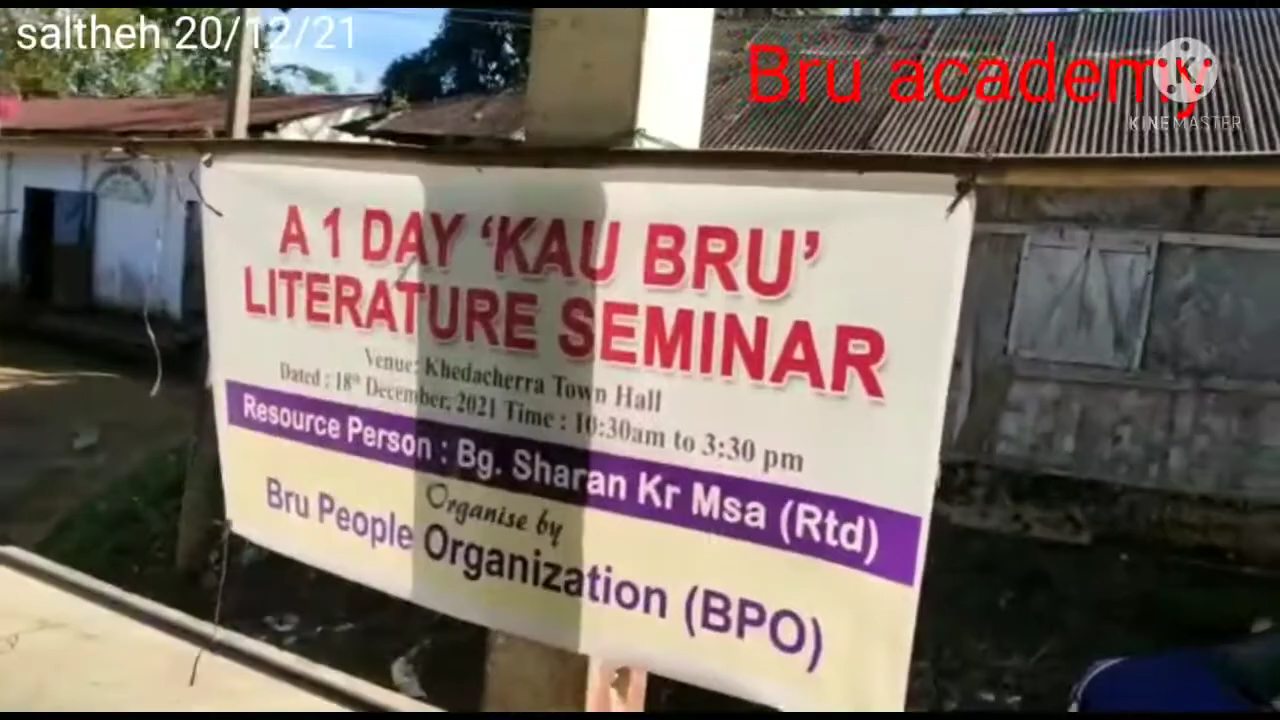 saltheh 20/12/21
Bru academy
K
KINEMASTER
A 1 DAY ‘KAU BRU’
LITERATURE SEMINAR
Venue: Khedacherra Town Hall
Dated : 18th December, 2021 Time : 10:30am to 3:30 pm
Resource Person : Bg. Sharan Kr Msa (Rtd)
Organise by
Bru People Organization (BPO)